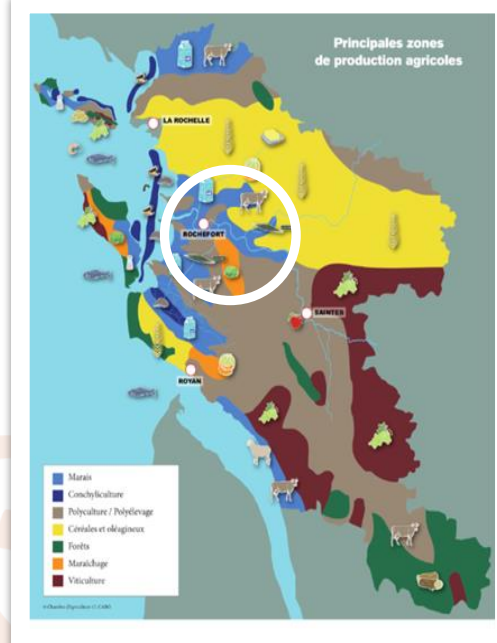 Principales zones
de production agricoles
LA ROCHELLE
ROCHEFORT
SAINTES
ROYAN
Marais
Conchyliculture
Polyculture / Polyélevage
Céréales et oléagineux
Forêts
Maraîchage
Viticulture